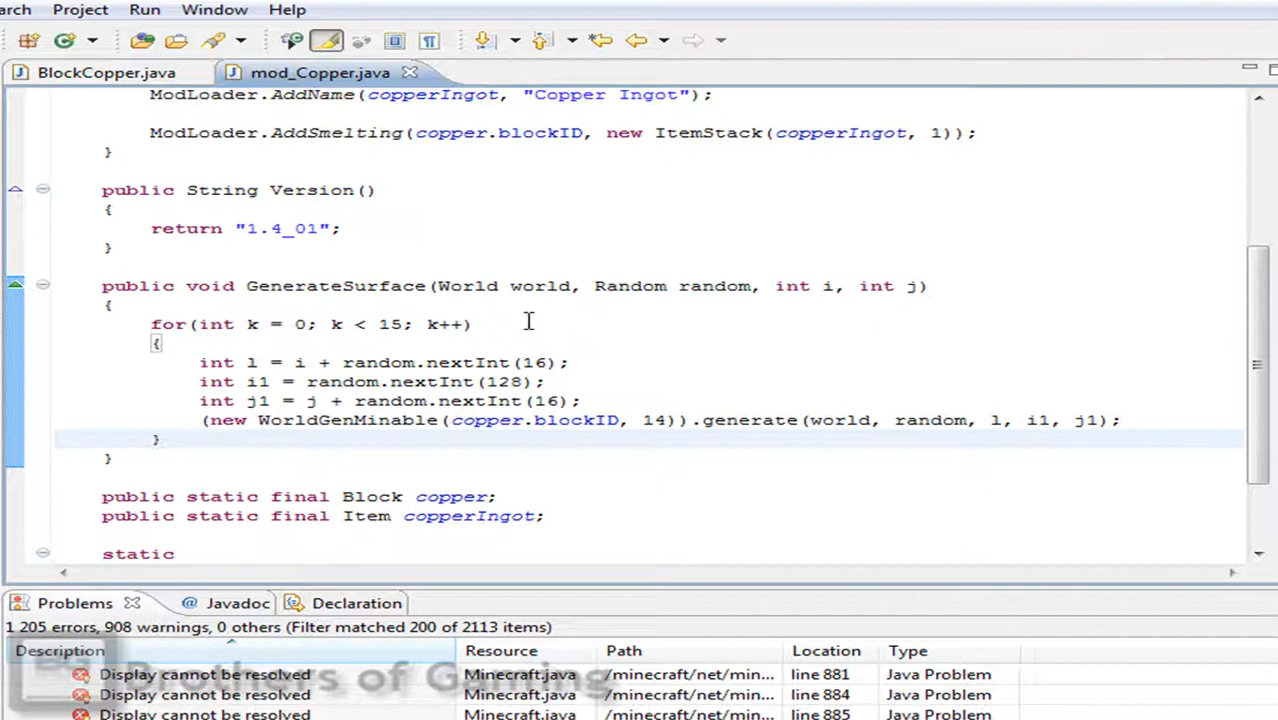 arch Project Run Window Help
BlockCopper.java mod_Copper.java
ModLoader.AddName(copperIngot, "Copper Ingot");
ModLoader.AddSmelting(copper.blockID, new ItemStack(copperIngot, 1));
}
public String Version()
{
return "1.4_01";
}
public void GenerateSurface(World world, Random random, int i, int j)
{
for(int k = 0; k < 15; k++)
{
int l = i + random.nextInt(16);
int i1 = random.nextInt(128);
int j1 = j + random.nextInt(16);
(new WorldGenMinable(copper.blockID, 14)).generate(world, random, l, i1, j1);
}
}
public static final Block copper;
public static final Item copperIngot;
static
Problems @ Javadoc Declaration
1 205 errors, 908 warnings, 0 others (Filter matched 200 of 2113 items)
Description Resource Path Location Type
Display cannot be resolved Minecraft.java /minecraft/net/min... line 881 Java Problem
Brothers of Gaming
Display cannot be resolved Minecraft.java /minecraft/net/min... line 884 Java Problem
Display cannot be resolved Minecraft.java /minecraft/net/min... line 885 Java Problem